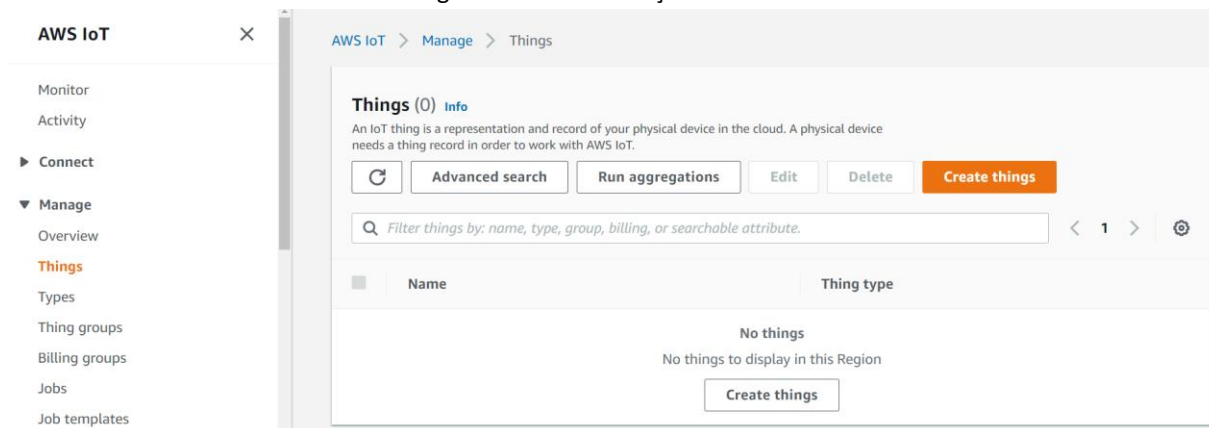 AWS IoT
Monitor
Activity
Connect
Manage
Overview
Things
Types
Thing groups
Billing groups
Jobs
Job templates
AWS IoT > Manage > Things
Things (0) Info
An IoT thing is a representation and record of your physical device in the cloud. A physical device
needs a thing record in order to work with AWS IoT.
Advanced search Run aggregations Edit Delete Create things
Filter things by: name, type, group, billing, or searchable attribute.
< 1 >
Name Thing type
No things
No things to display in this Region
Create things